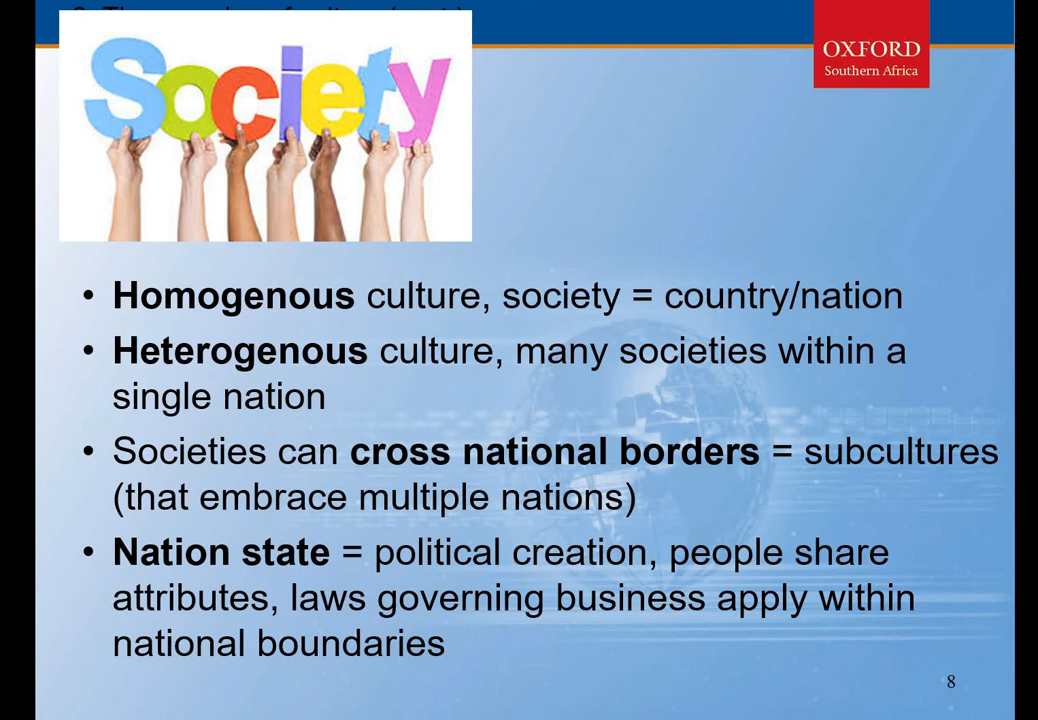 Society
OXFORD
Southern Africa
• Homogenous culture, society = country/nation
• Heterogenous culture, many societies within a
single nation
• Societies can cross national borders = subcultures
(that embrace multiple nations)
• Nation state = political creation, people share
attributes, laws governing business apply within
national boundaries
8